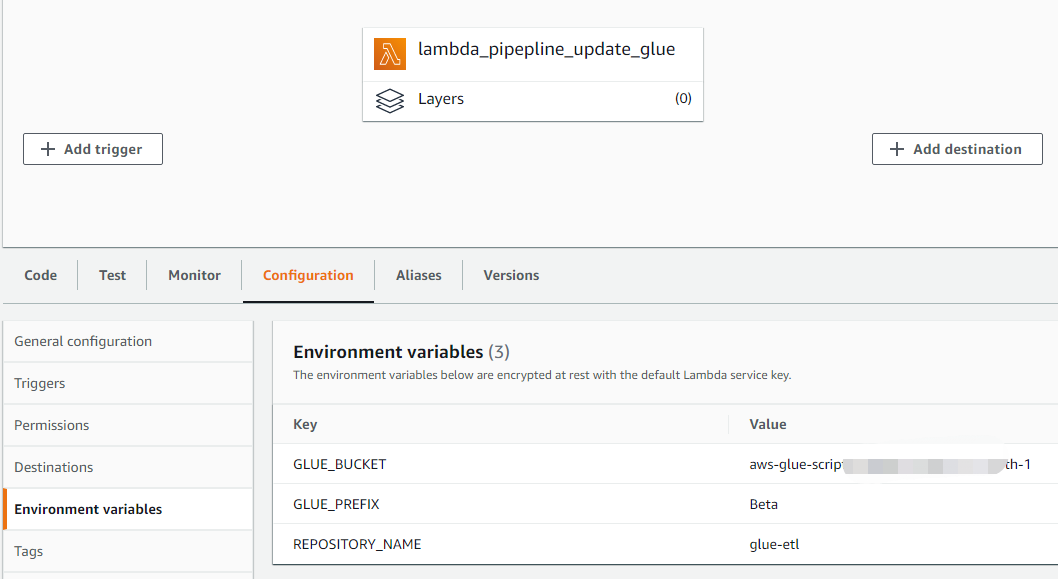 lambda_pipepline_update_glue
Layers (0)
Add trigger
Add destination
Code Test Monitor Configuration Aliases Versions
General configuration
Triggers
Permissions
Destinations
Environment variables
Tags
Environment variables (3)
The environment variables below are encrypted at rest with the default Lambda service key.
Key Value
GLUE_BUCKET aws-glue-script th-1
GLUE_PREFIX Beta
REPOSITORY_NAME glue-etl